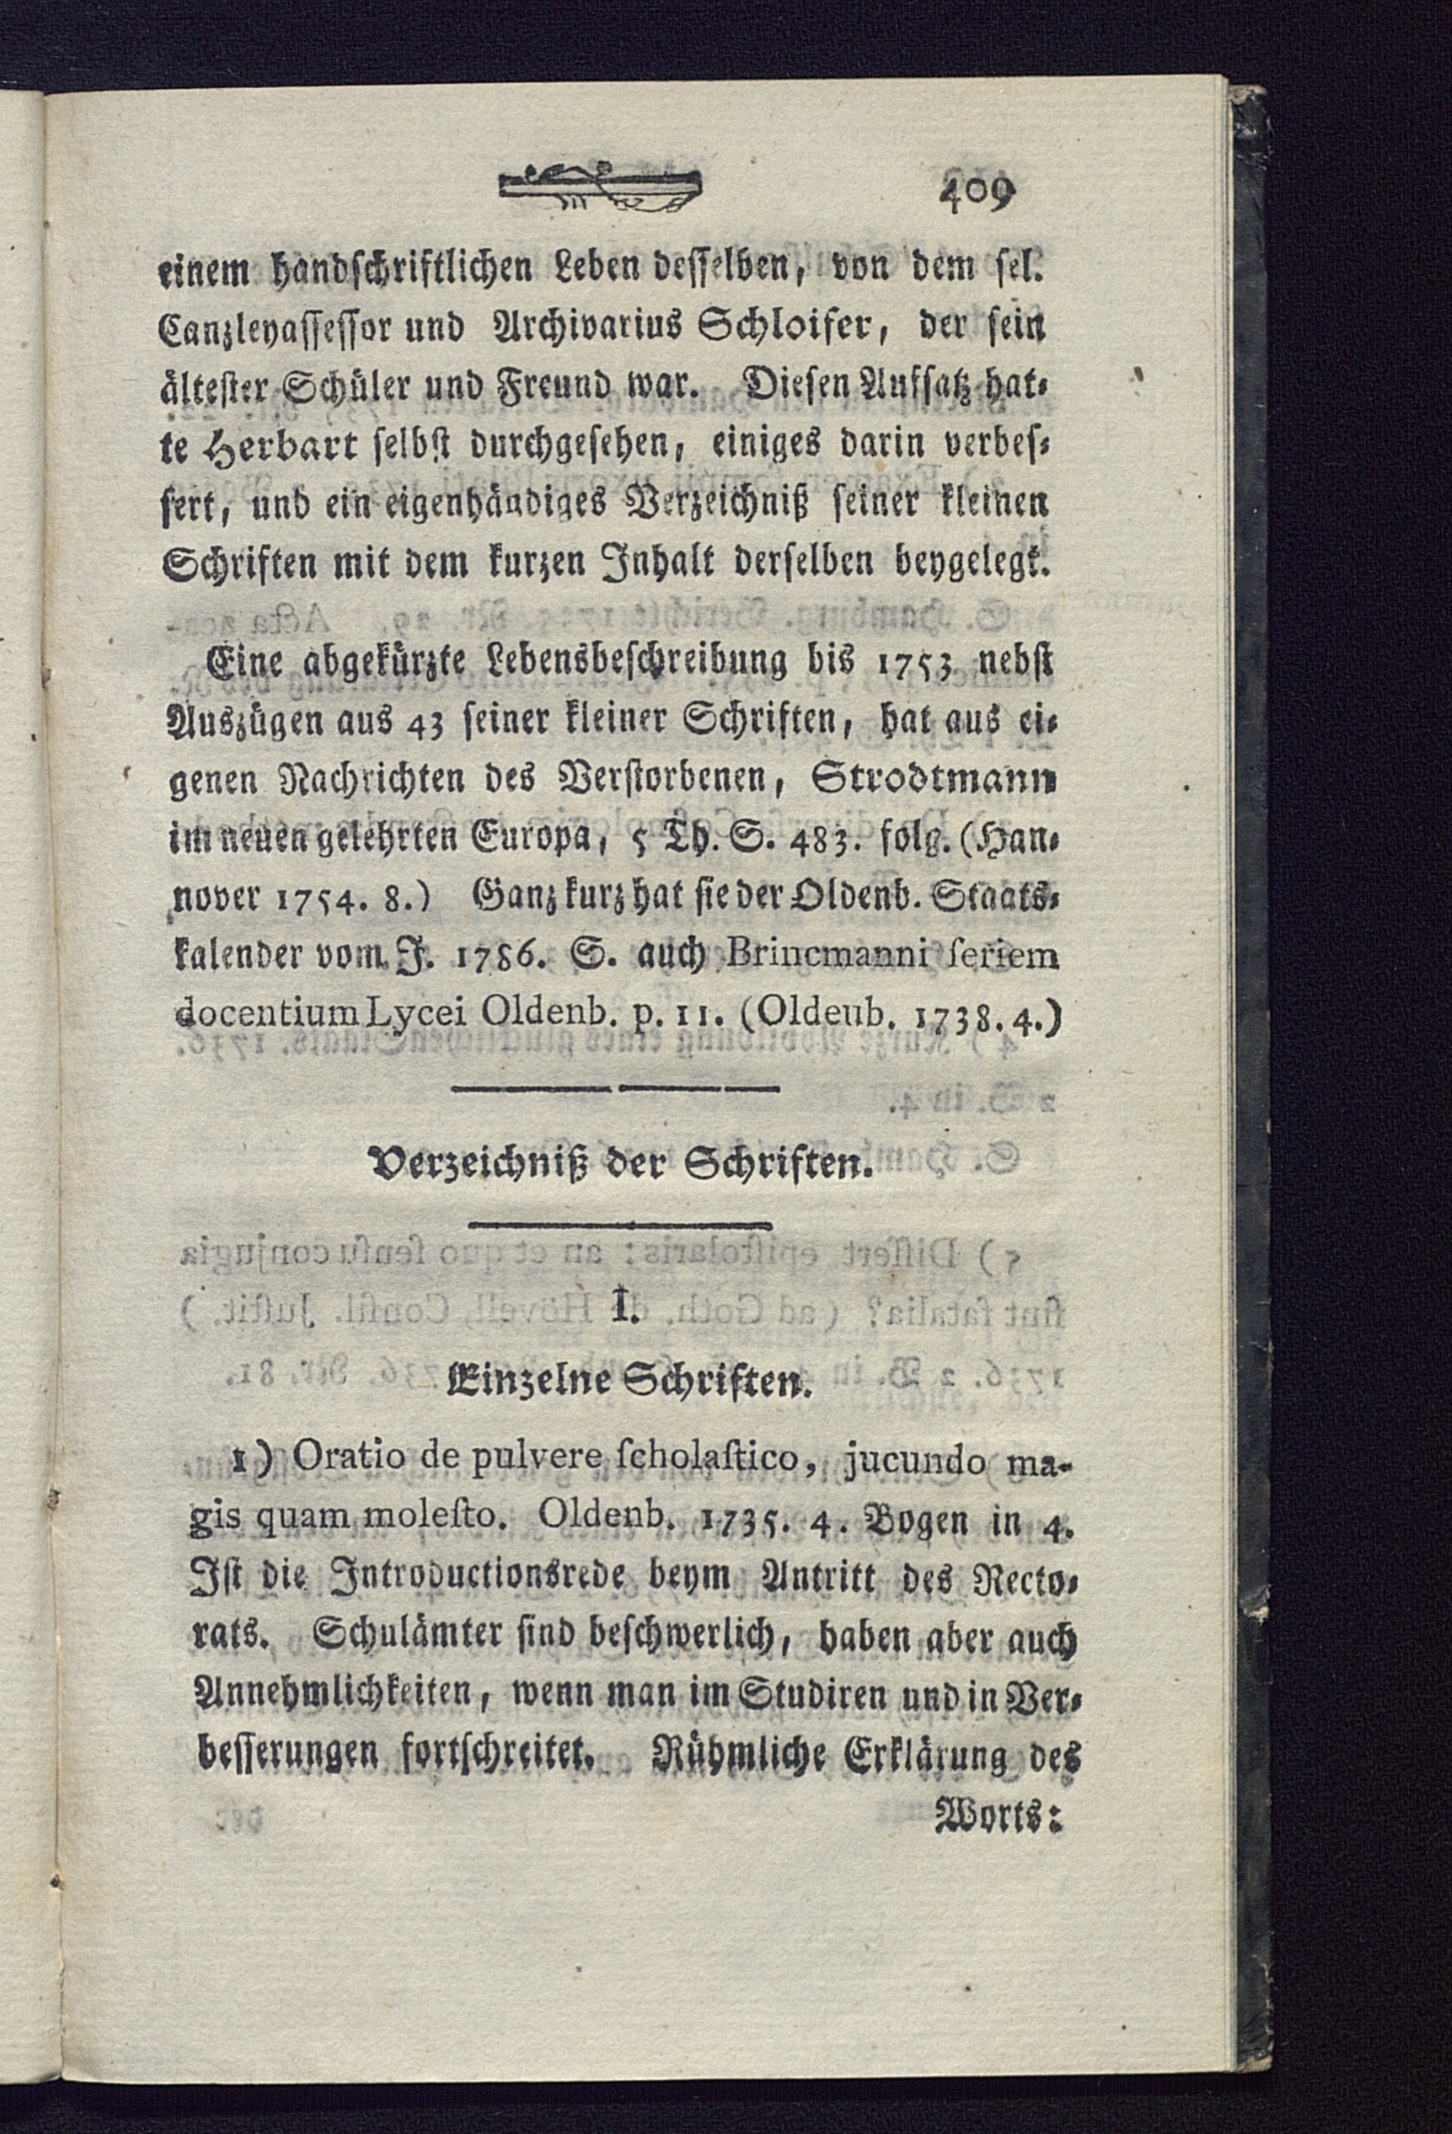 409
einem handschriftlichen Leben desselben, von dem sel.
Canzleyassessor und Archivarius Schloifer, der sein
ältester Schüler und Freund war. Diesen Aufsatz hat⸗
te Herbart selbst durchgesehen, einiges darin verbes⸗
sert, und ein eigenhändiges Verzeichniß seiner kleinen
Schriften mit dem kurzen Inhalt derselben beygelegt.
Eine abgekürzte Lebensbeschreibung bis 1753 nebst
Auszügen aus 43 seiner kleiner Schriften, hat aus ei⸗
genen Nachrichten des Verstorbenen, Strodtmann
im neuen gelehrten Europa, 5 Th. S. 483. folg. (Han⸗
nover 1754. 8.) Ganz kurz hat sie der Oldenb. Staats⸗
kalender vom J. 1786. S. auch Brincmanni ſeriem
docentium Lycei Oldenb. p. 11. (Oldeub. 1738. 4.)
Verzeichniß der Schriften.
I.
Einzelne Schriften.
1) Oratio de pulvere ſcholaſtico, jucundo ma-
gis quam moleſto. Oldenb. 1735. 4. Bogen in 4.
Ist die Introductionsrede beym Antritt des Recto⸗
rats. Schulämter sind beschwerlich, haben aber auch
Annehmlichkeiten, wenn man im Studiren und in Ver⸗
besserungen fortschreitet. Rühmliche Erklärung des
Worts: